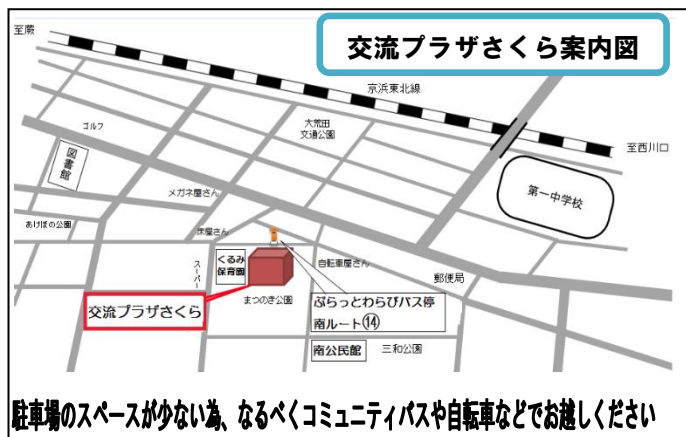 至蕨
交流プラザさくら案内図
京浜東北線
ゴルフ
大荒田
交通公園
至西川口
図書館
第一中学校
メガネ屋さん
あけぼの公園
床屋さん
スーパー
くるみ
保育園
自転車屋さん
郵便局
まつのき公園
ぷらっとわらびバス停
南ルート⑭
交流プラザさくら
南公民館
三和公園
駐車場のスペースが少ない為、なるべくコミュニティバスや自転車などでお越しください